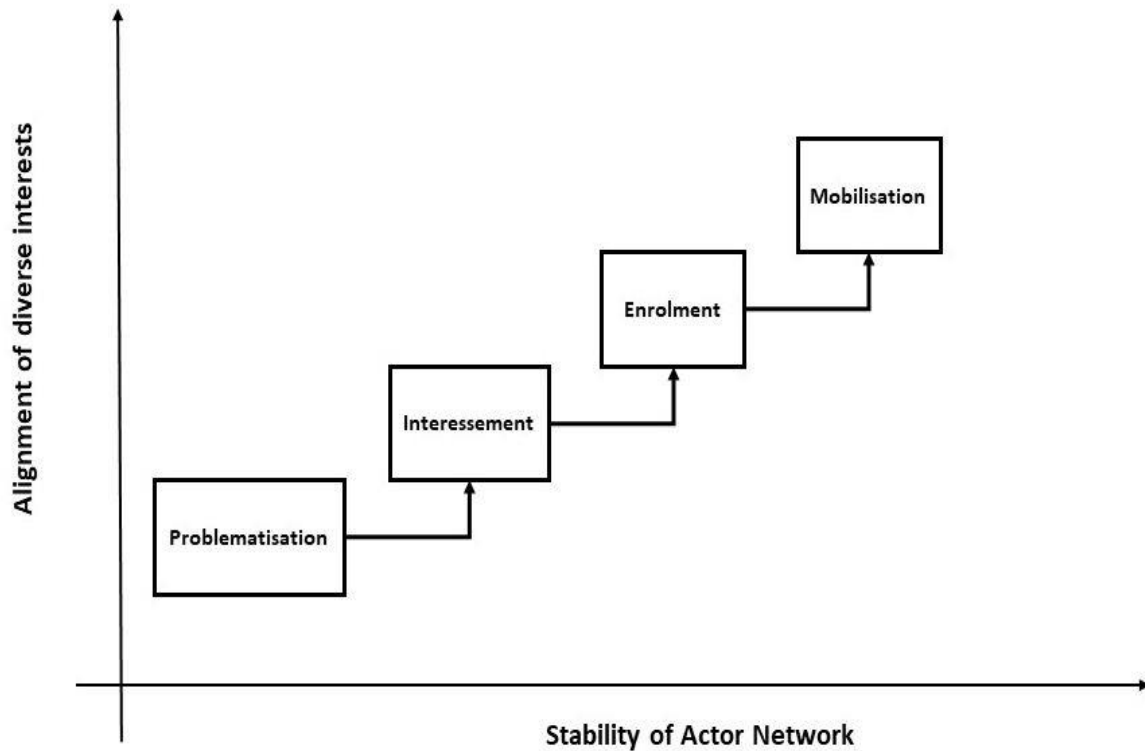 Alignment of diverse interests
Mobilisation
Enrolment
Interessement
Problematisation
Stability of Actor Network